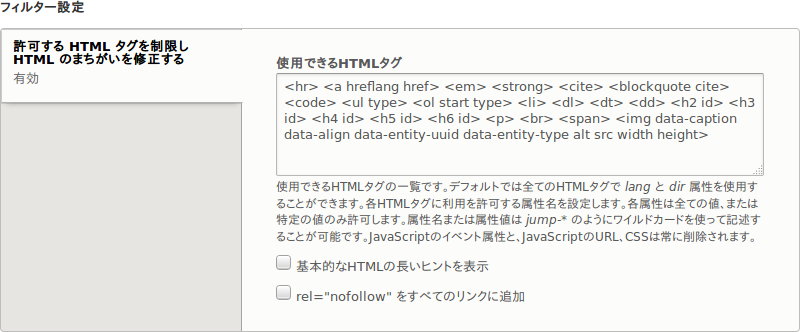 フィルター設定
許可する HTML タグを制限し
HTML のまちがいを修正する
有効
使用できるHTMLタグ
<hr> <a hreflang href> <em> <strong> <cite> <blockquote cite>
<code> <ul type> <ol start type> <li> <dl> <dt> <dd> <h2 id> <h3
id> <h4 id> <h5 id> <h6 id> <p> <br> <span> <img data-caption
data-align data-entity-uuid data-entity-type alt src width height>
使用できるHTMLタグの一覧です。デフォルトでは全てのHTMLタグで lang と dir 属性を使用す
ることができます。各HTMLタグに利用を許可する属性名を設定します。各属性は全ての値、または
特定の値のみ許可します。属性名または属性値は jump-* のようにワイルドカードを使って記述す
ることが可能です。JavaScriptのイベント属性と、JavaScriptのURL、CSSは常に削除されます。
基本的なHTMLの長いヒントを表示
rel="nofollow" をすべてのリンクに追加